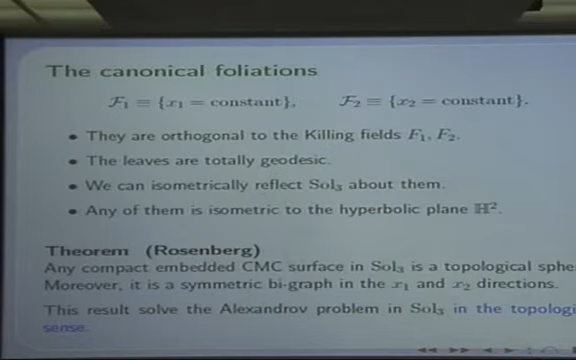 The canonical foliations
F₁ ≡ {x₁ = constant}, F₂ ≡ {x₂ = constant}.
• They are orthogonal to the Killing fields F₁, F₂.
• The leaves are totally geodesic.
• We can isometrically reflect Sol₃ about them.
• Any of them is isometric to the hyperbolic plane ℍ².
Theorem (Rosenberg)
Any compact embedded CMC surface in Sol₃ is a topological sphe
Moreover, it is a symmetric bi-graph in the x₁ and x₂ directions.
This result solve the Alexandrov problem in Sol₃ in the topologi
sense.